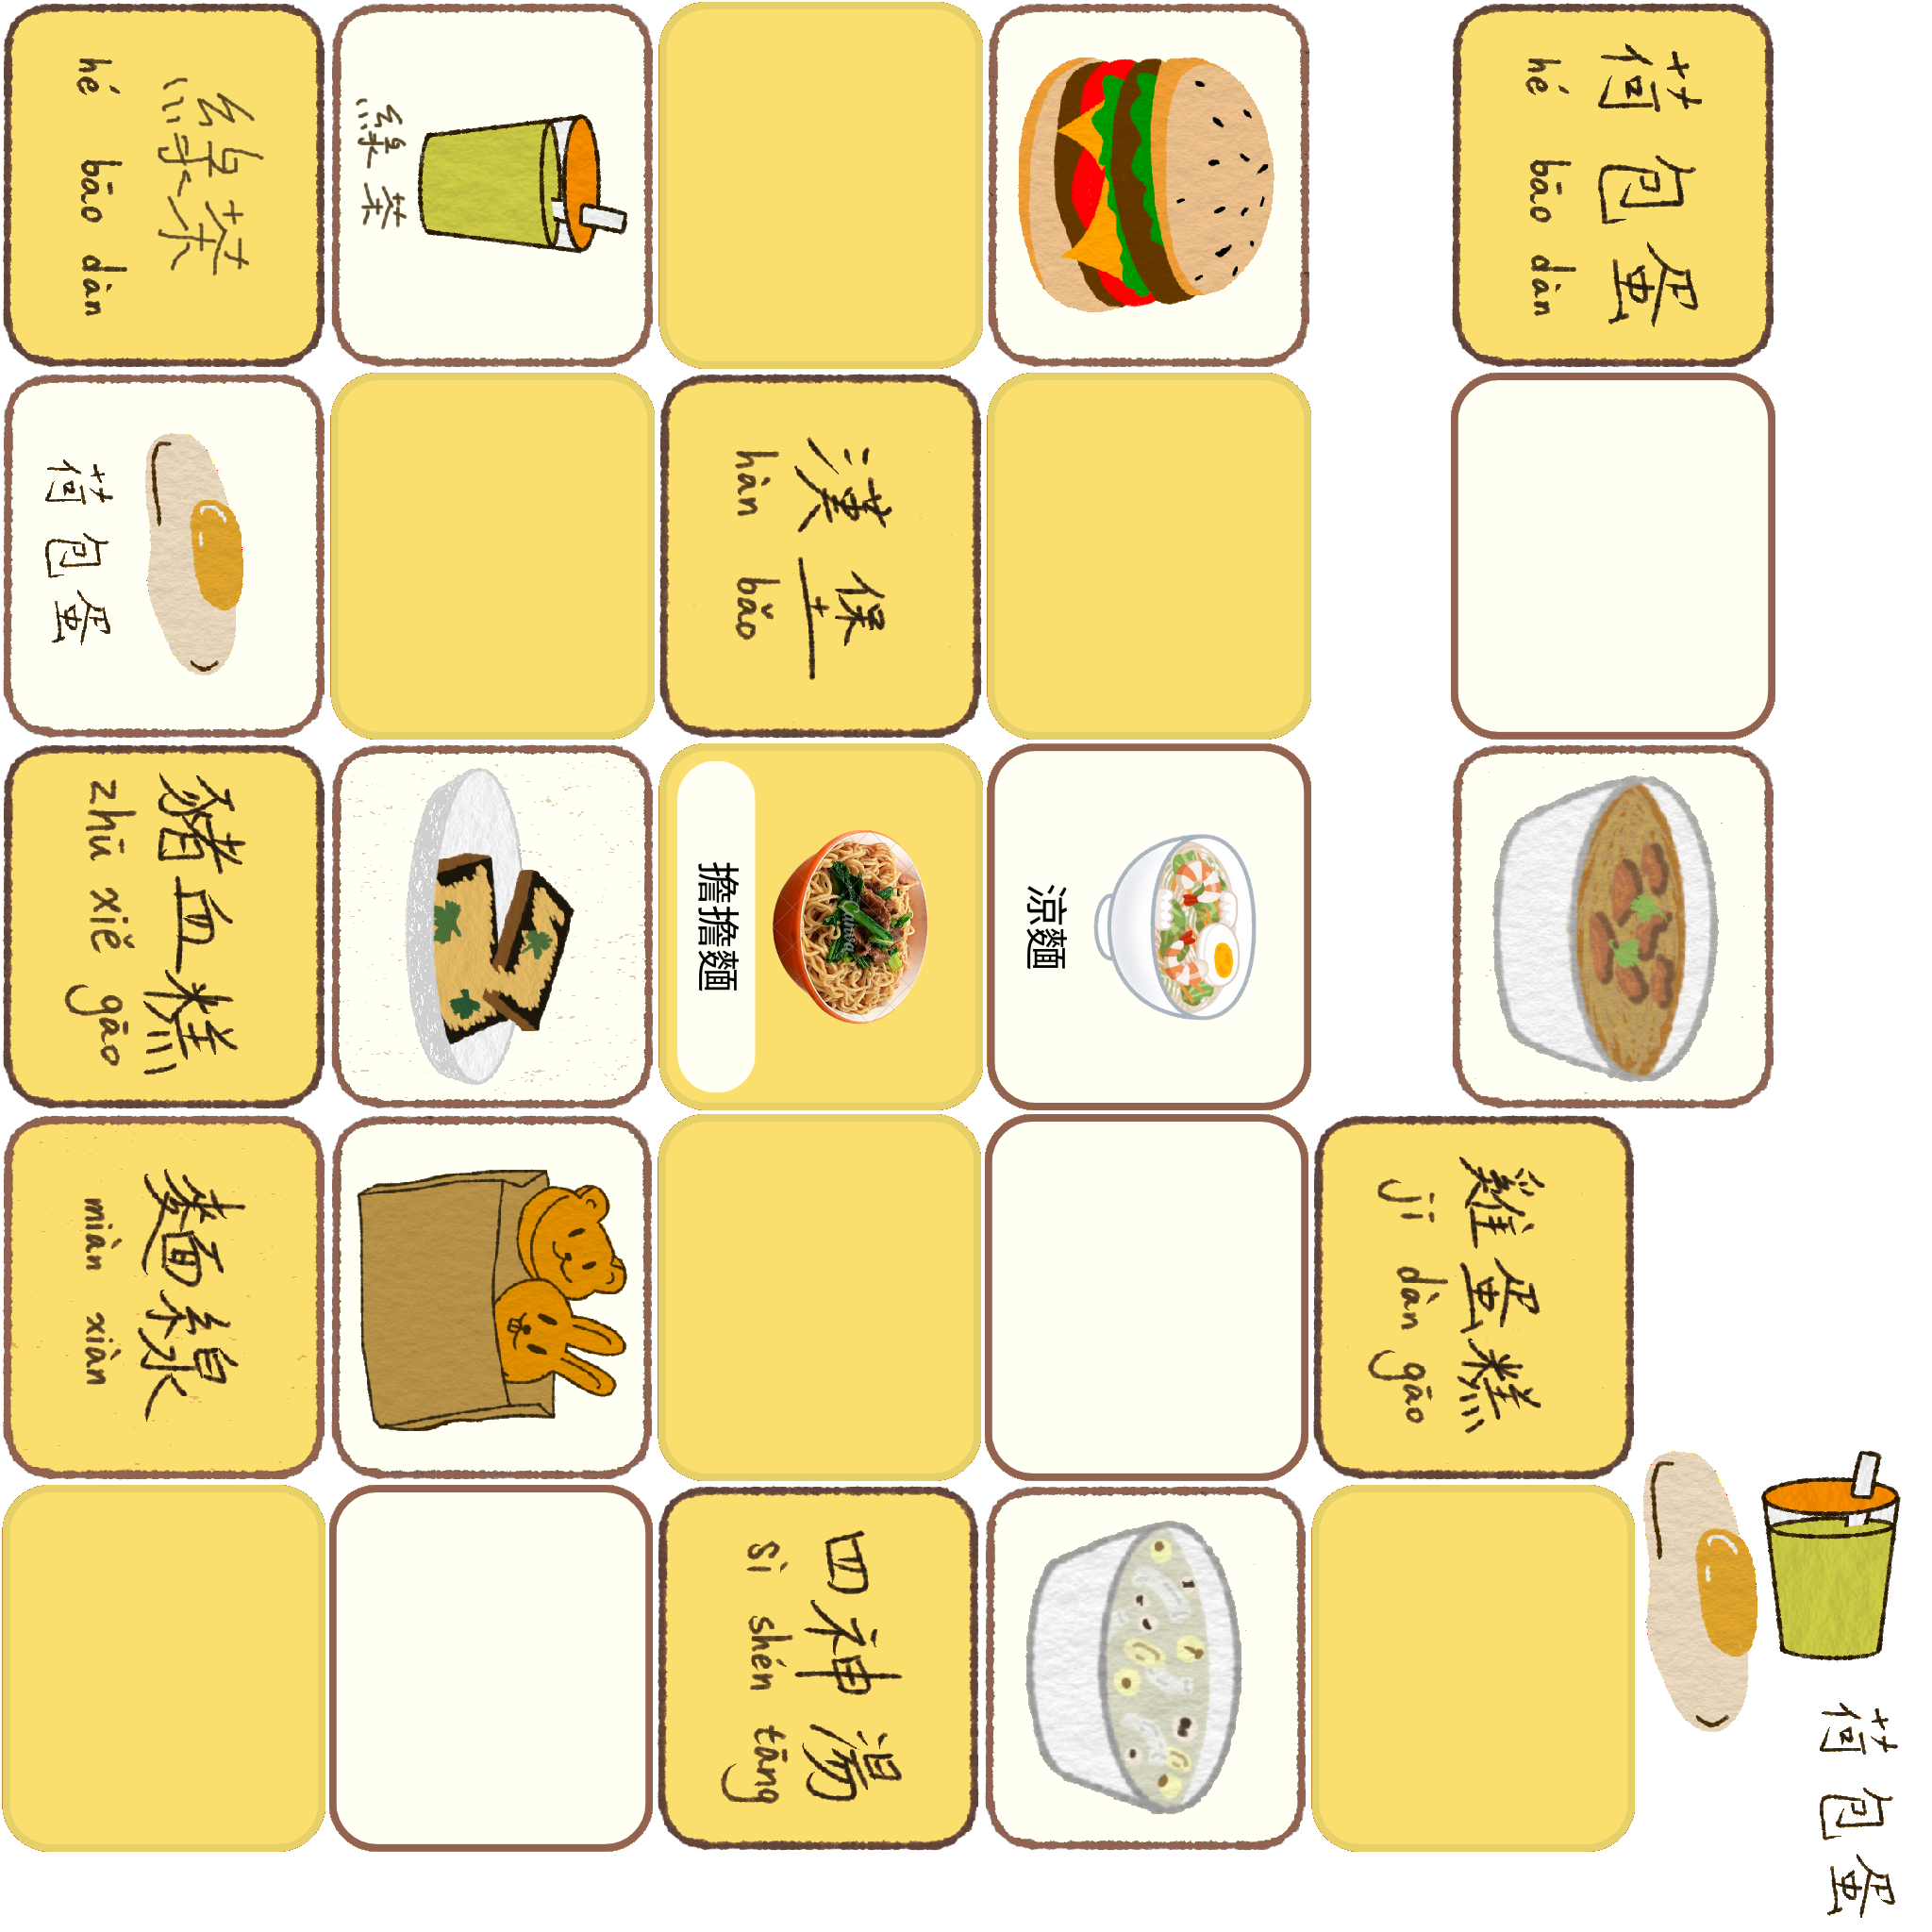 荷包蛋
荷包蛋
hé bāo dàn
雞蛋糕
jī dàn gāo
涼麵
漢堡
hàn bǎo
Canva
擔擔麵
四神湯
sì shén tāng
綠茶
綠茶
hé bāo dàn
荷包蛋
豬血糕
zhū xiě gāo
麵線
miàn xiàn